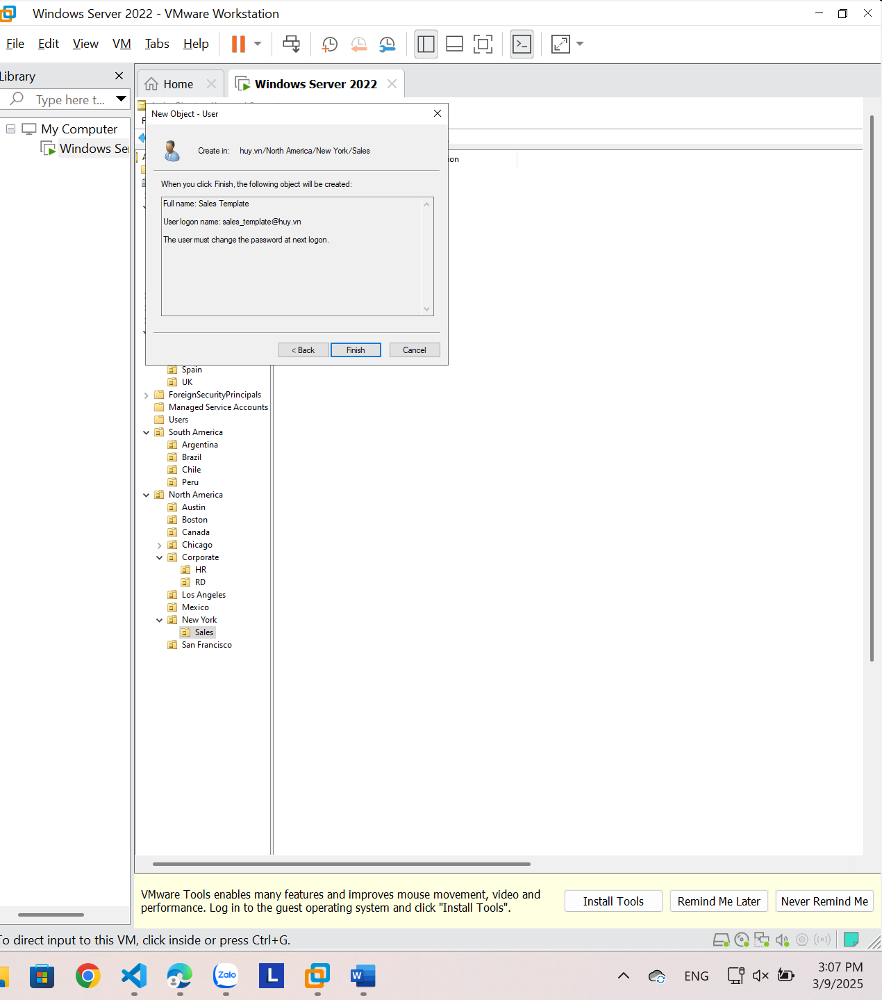 Windows Server 2022 - VMware Workstation
File Edit View VM Tabs Help
Library
Type here t...
My Computer
Windows Ser
Home
Windows Server 2022
New Object - User
Create in: huy.vn/North America/New York/Sales
ion
When you click Finish, the following object will be created:
Full name: Sales Template
User logon name: sales_template@huy.vn
The user must change the password at next logon.
< Back Finish Cancel
Spain
UK
ForeignSecurityPrincipals
Managed Service Accounts
Users
South America
Argentina
Brazil
Chile
Peru
North America
Austin
Boston
Canada
Chicago
Corporate
HR
RD
Los Angeles
Mexico
New York
Sales
San Francisco
VMware Tools enables many features and improves mouse movement, video and
performance. Log in to the guest operating system and click "Install Tools".
Install Tools Remind Me Later Never Remind Me
To direct input to this VM, click inside or press Ctrl+G.
Zalo
L
W
ENG
3:07 PM
3/9/2025